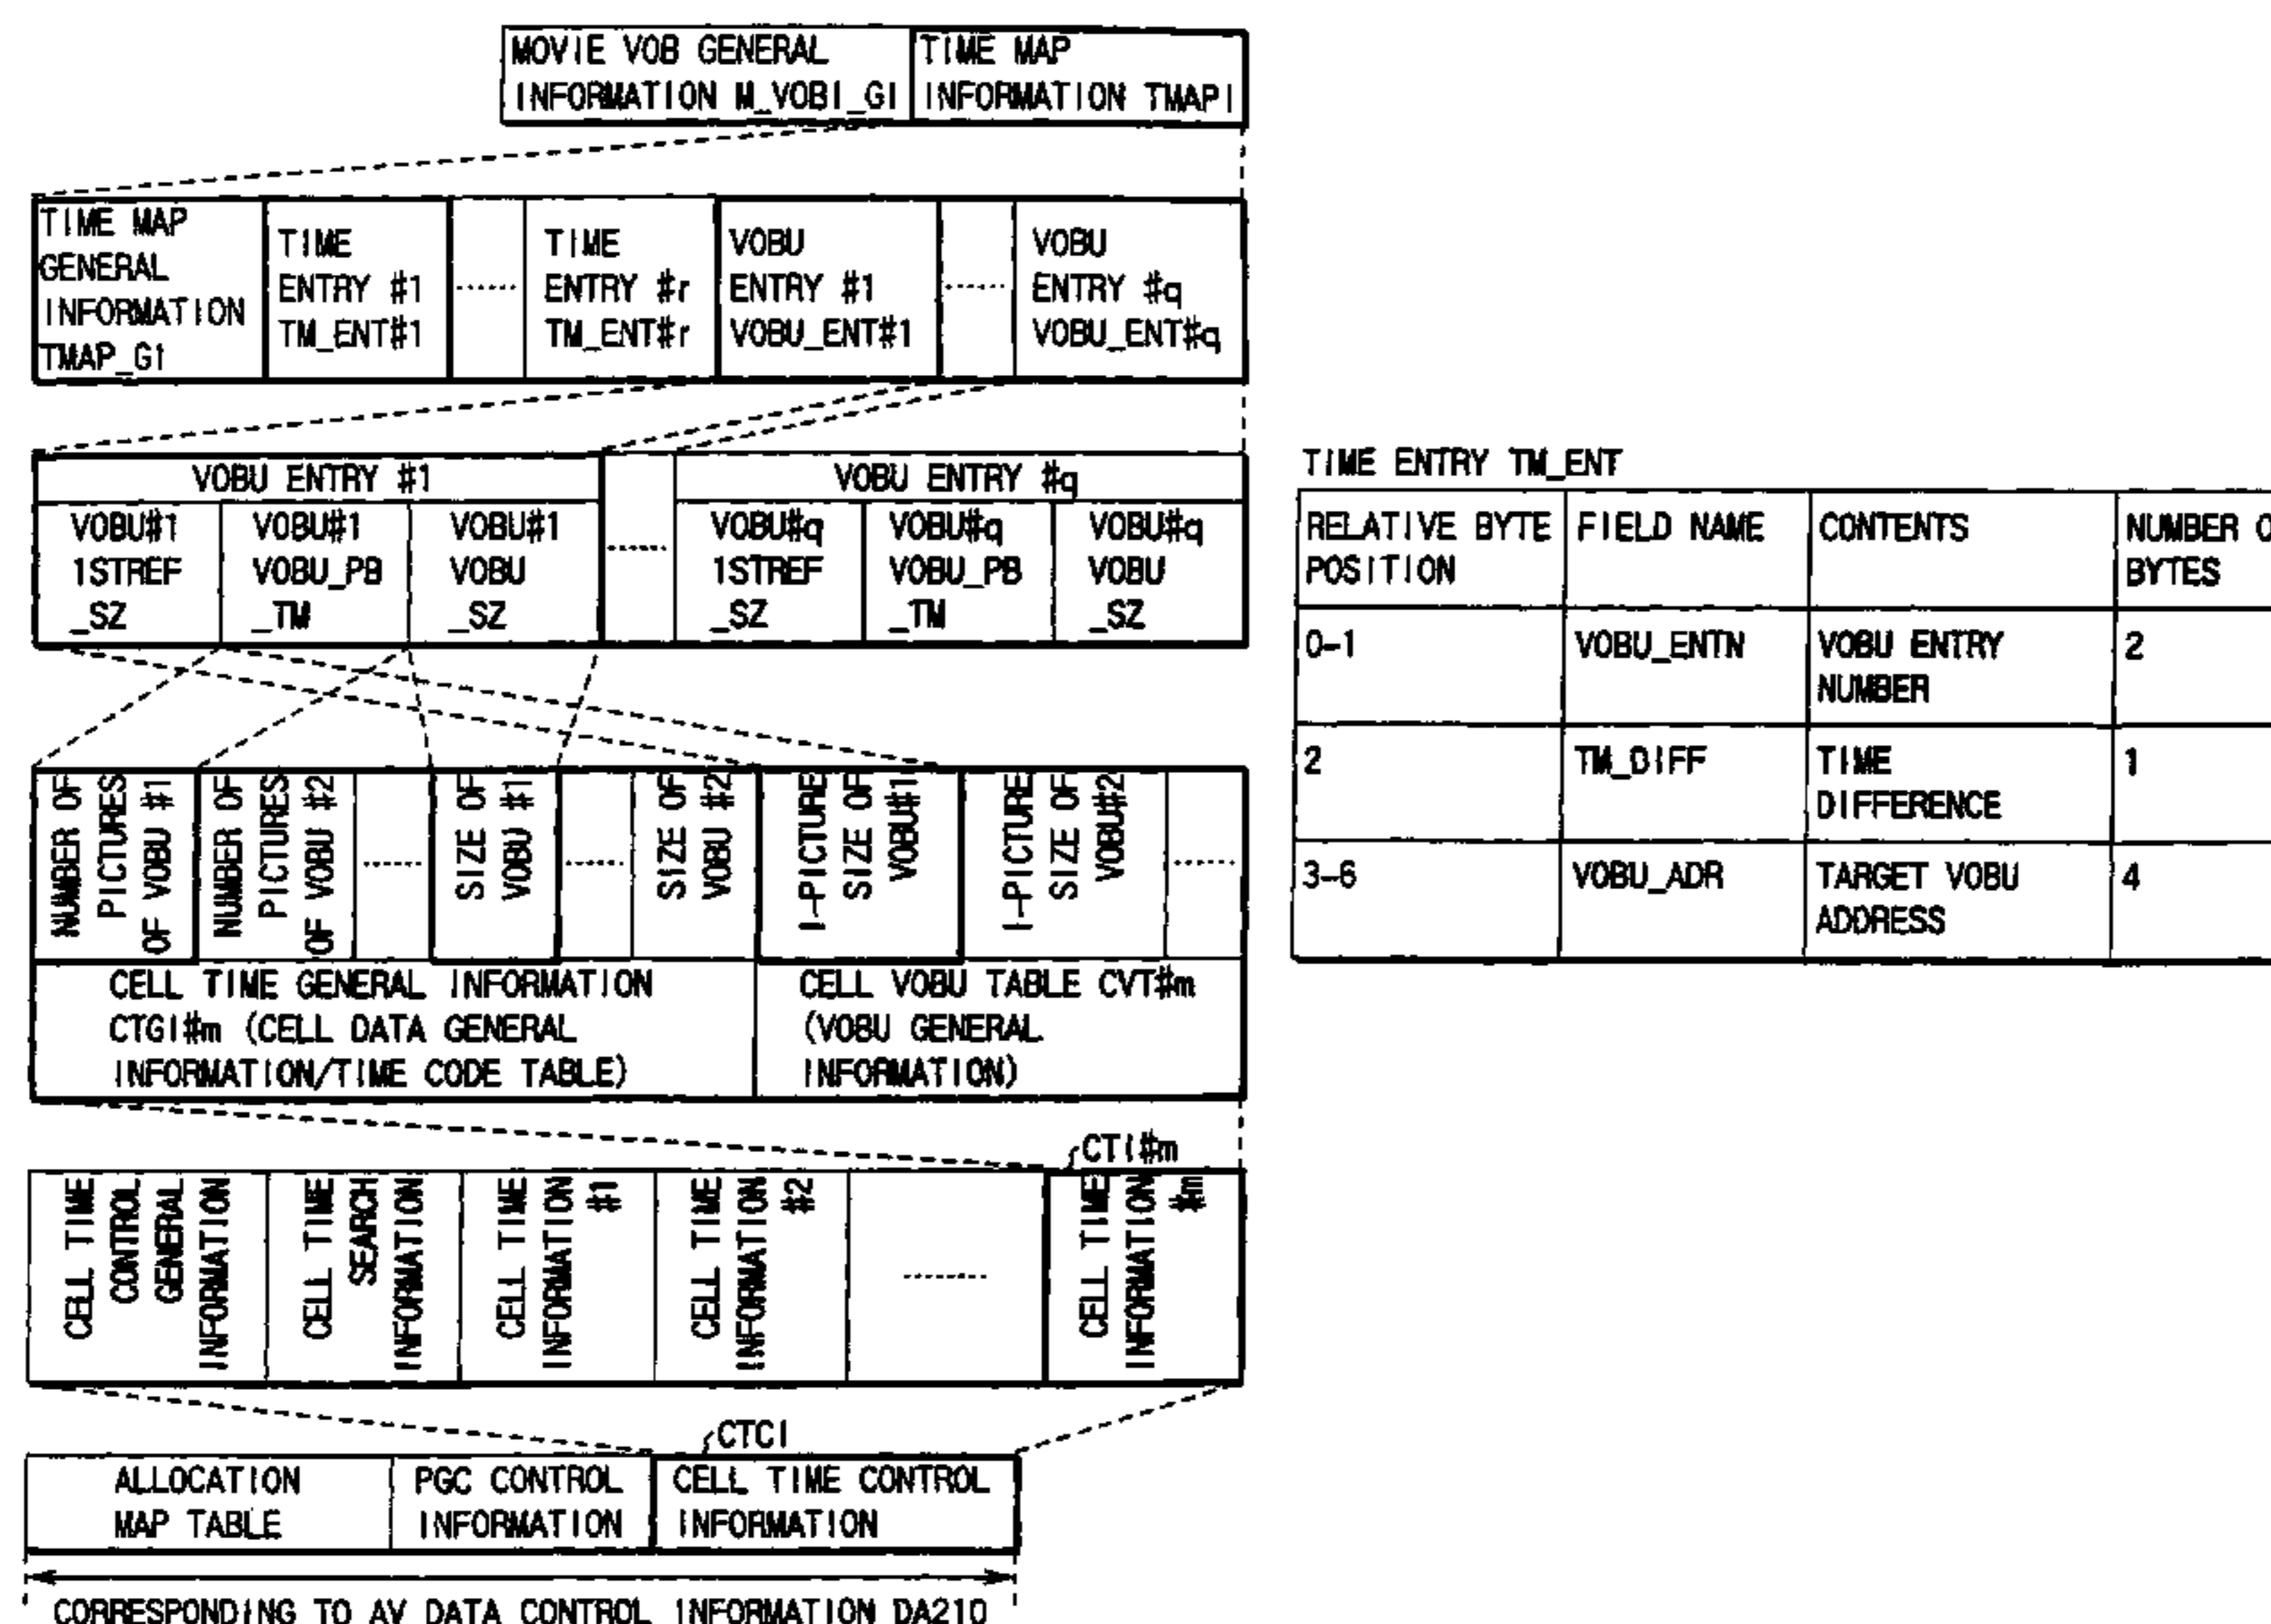 MOVIE VOB GENERAL
INFORMATION M_VOBI_GI
TIME MAP
INFORMATION TMAPI
TIME MAP
GENERAL
INFORMATION
TMAP_GI
TIME
ENTRY #1
TM_ENT#1
........
TIME
ENTRY #r
TM_ENT#r
VOBU
ENTRY #1
VOBU_ENT#1
........
VOBU
ENTRY #q
VOBU_ENT#q
VOBU ENTRY #1
VOBU#1
1STREF
_SZ
VOBU#1
VOBU_PB
_TM
VOBU#1
VOBU
_SZ
........
VOBU ENTRY #q
VOBU#q
1STREF
_SZ
VOBU#q
VOBU_PB
_TM
VOBU#q
VOBU
_SZ
NUMBER OF
PICTURES
OF VOBU #1
NUMBER OF
PICTURES
OF VOBU #2
........
SIZE OF
VOBU #1
........
SIZE OF
VOBU #2
I-PICTURE
SIZE OF
VOBU#1
I-PICTURE
SIZE OF
VOBU#2
........
CELL TIME GENERAL INFORMATION
CTGI#m (CELL DATA GENERAL
INFORMATION/TIME CODE TABLE)
CELL VOBU TABLE CVT#m
(VOBU GENERAL
INFORMATION)
CTI#m
CELL TIME
CONTROL
GENERAL
INFORMATION
CELL TIME
SEARCH
INFORMATION
CELL TIME
INFORMATION
#1
CELL TIME
INFORMATION
#2
...........
CELL TIME
INFORMATION
#m
CTCI
ALLOCATION
MAP TABLE
PGC CONTROL
INFORMATION
CELL TIME CONTROL
INFORMATION
CORRESPONDING TO AV DATA CONTROL INFORMATION DA210
TIME ENTRY TM_ENT
RELATIVE BYTE
POSITION
FIELD NAME
CONTENTS
NUMBER O
BYTES
0-1
VOBU_ENTN
VOBU ENTRY
NUMBER
2
2
TM_DIFF
TIME
DIFFERENCE
1
3-6
VOBU_ADR
TARGET VOBU
ADDRESS
4